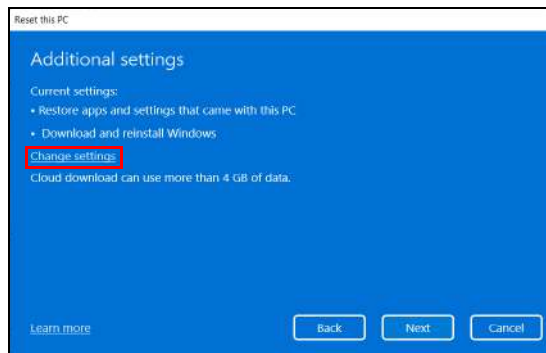 Reset this PC
Additional settings
Current settings:
• Restore apps and settings that came with this PC
• Download and reinstall Windows
Change settings
Cloud download can use more than 4 GB of data.
Learn more
Back
Next
Cancel